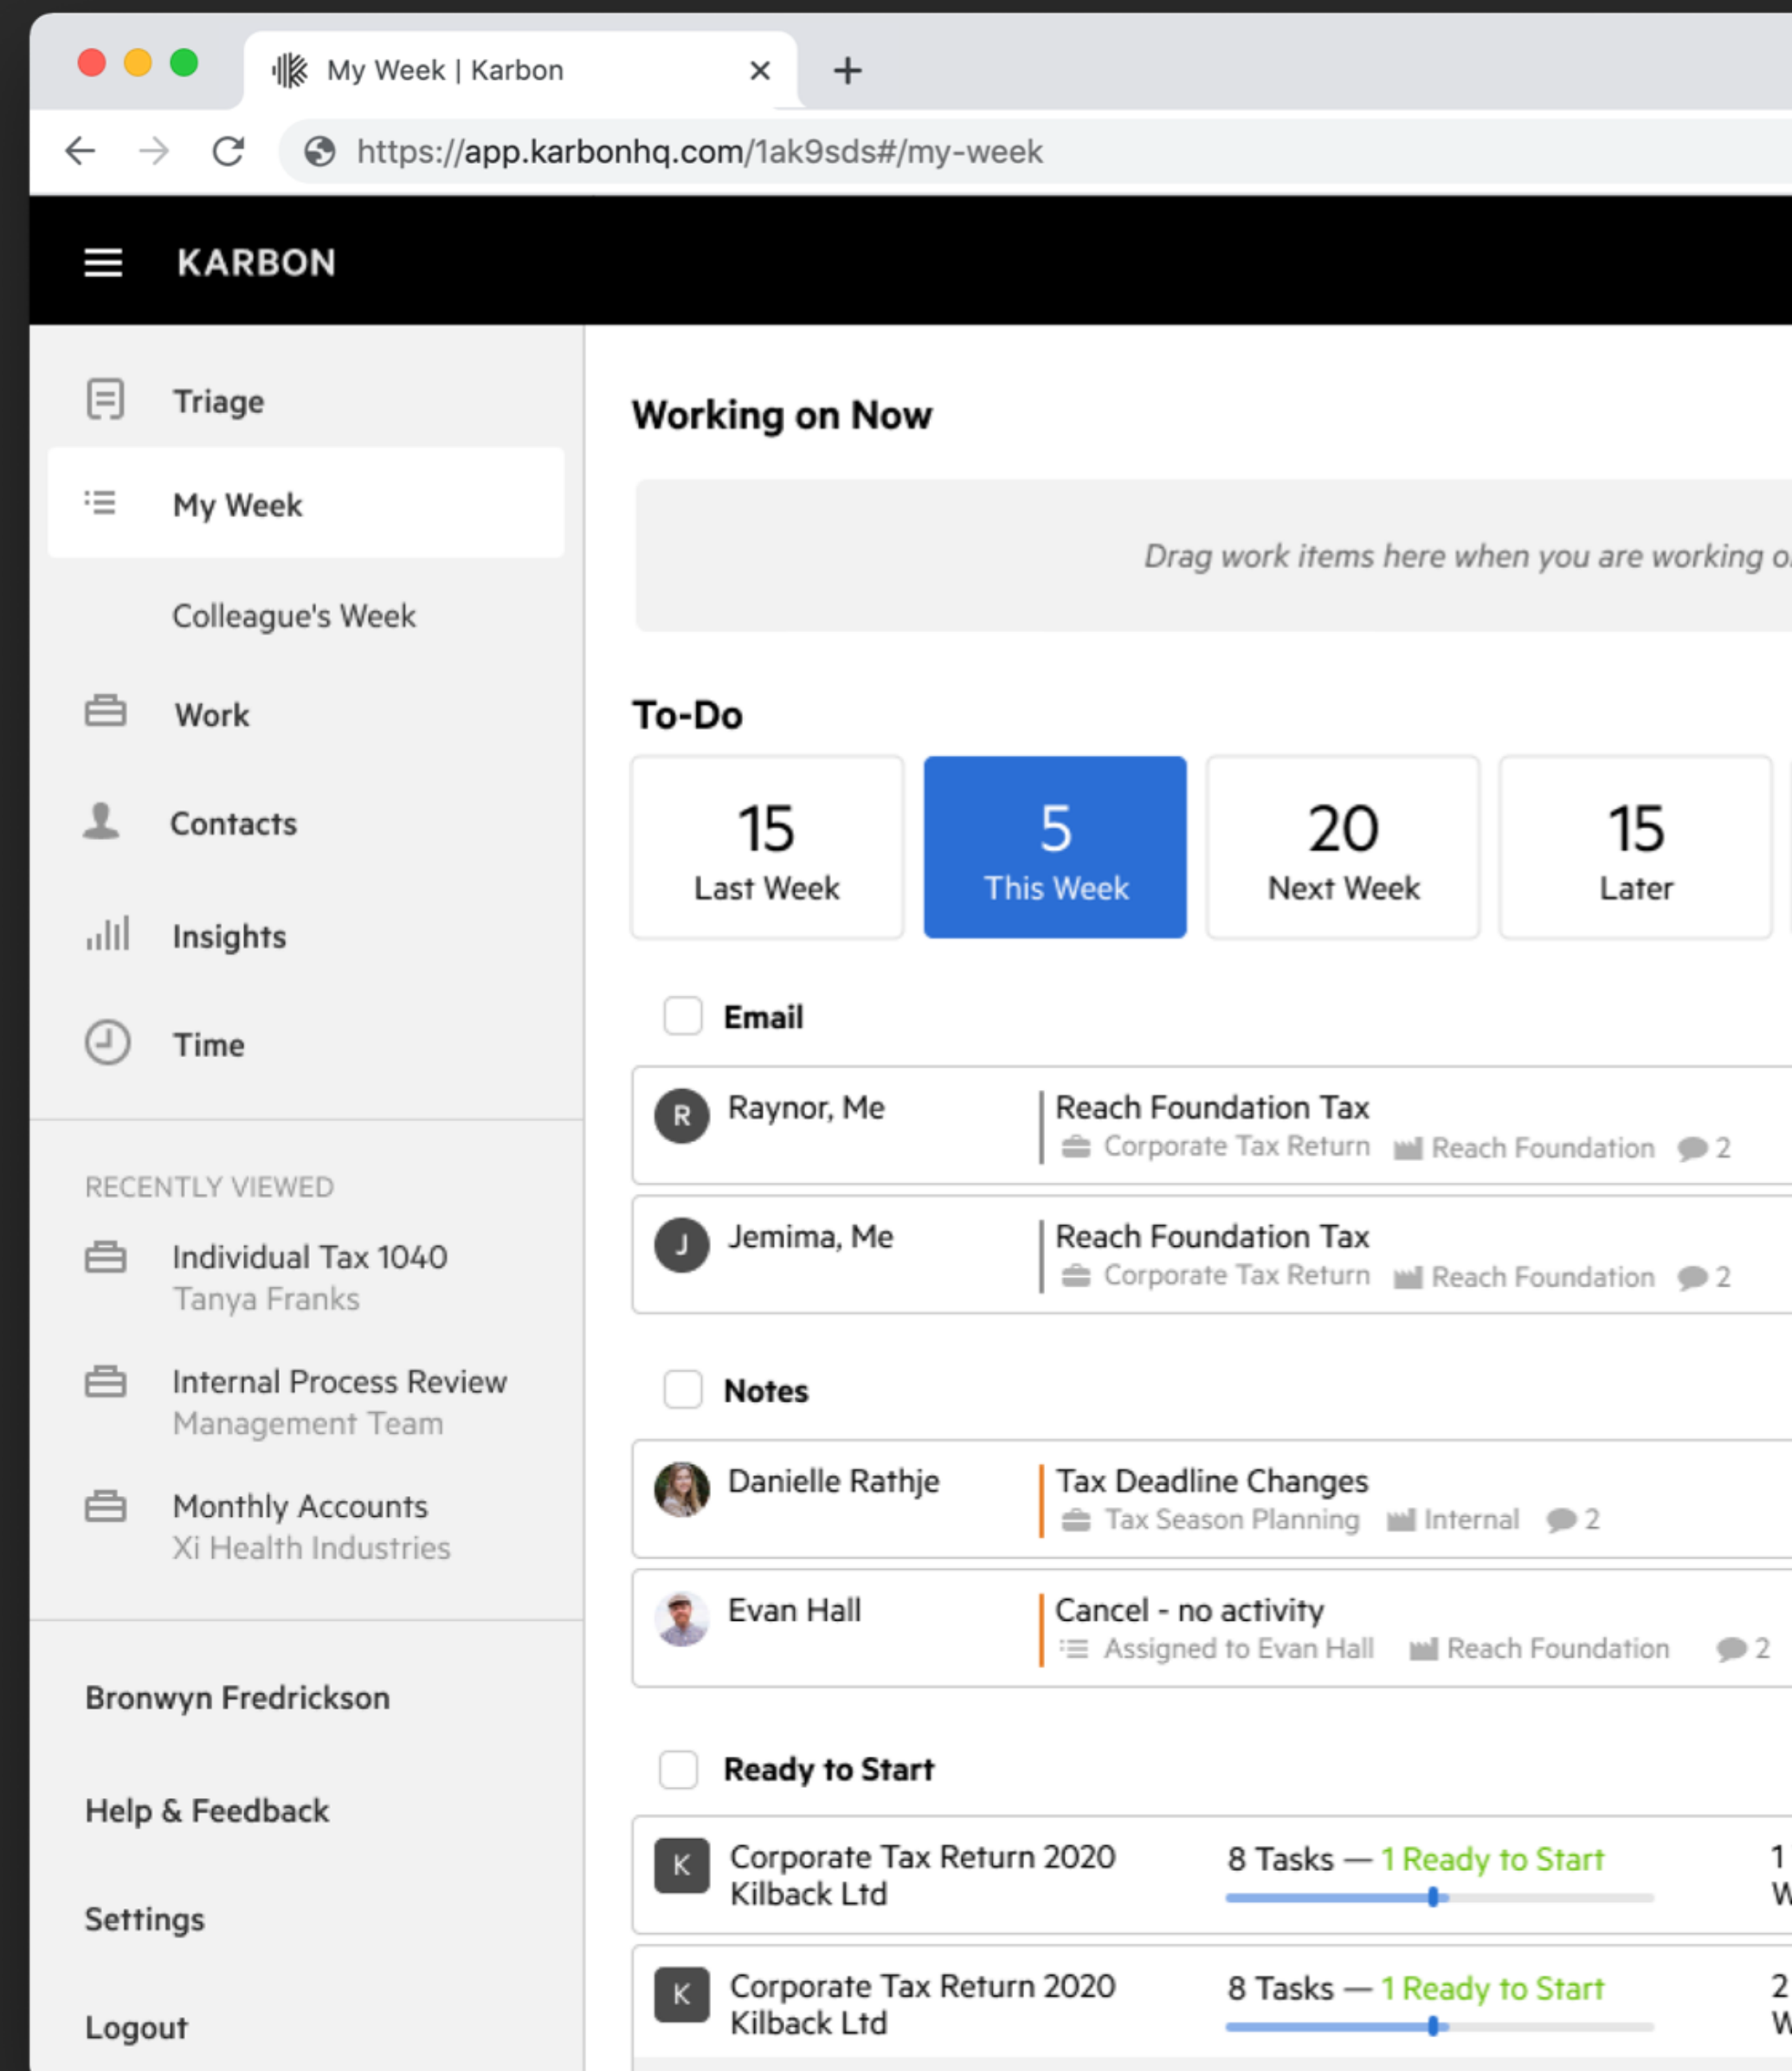 My Week | Karbon
https://app.karbonhq.com/1ak9sds#/my-week
KARBON
Triage
My Week
Colleague's Week
Work
Contacts
Insights
Time
RECENTLY VIEWED
Individual Tax 1040
Tanya Franks
Internal Process Review
Management Team
Monthly Accounts
Xi Health Industries
Bronwyn Fredrickson
Help & Feedback
Settings
Logout
Working on Now
Drag work items here when you are working
To-Do
15
Last Week
5
This Week
20
Next Week
15
Later
Email
R Raynor, Me Reach Foundation Tax
Corporate Tax Return Reach Foundation 2
J Jemima, Me Reach Foundation Tax
Corporate Tax Return Reach Foundation 2
Notes
Danielle Rathje Tax Deadline Changes
Tax Season Planning Internal 2
Evan Hall Cancel - no activity
Assigned to Evan Hall Reach Foundation 2
Ready to Start
K Corporate Tax Return 2020 8 Tasks — 1 Ready to Start 1
Kilback Ltd
K Corporate Tax Return 2020 8 Tasks — 1 Ready to Start 2
Kilback Ltd